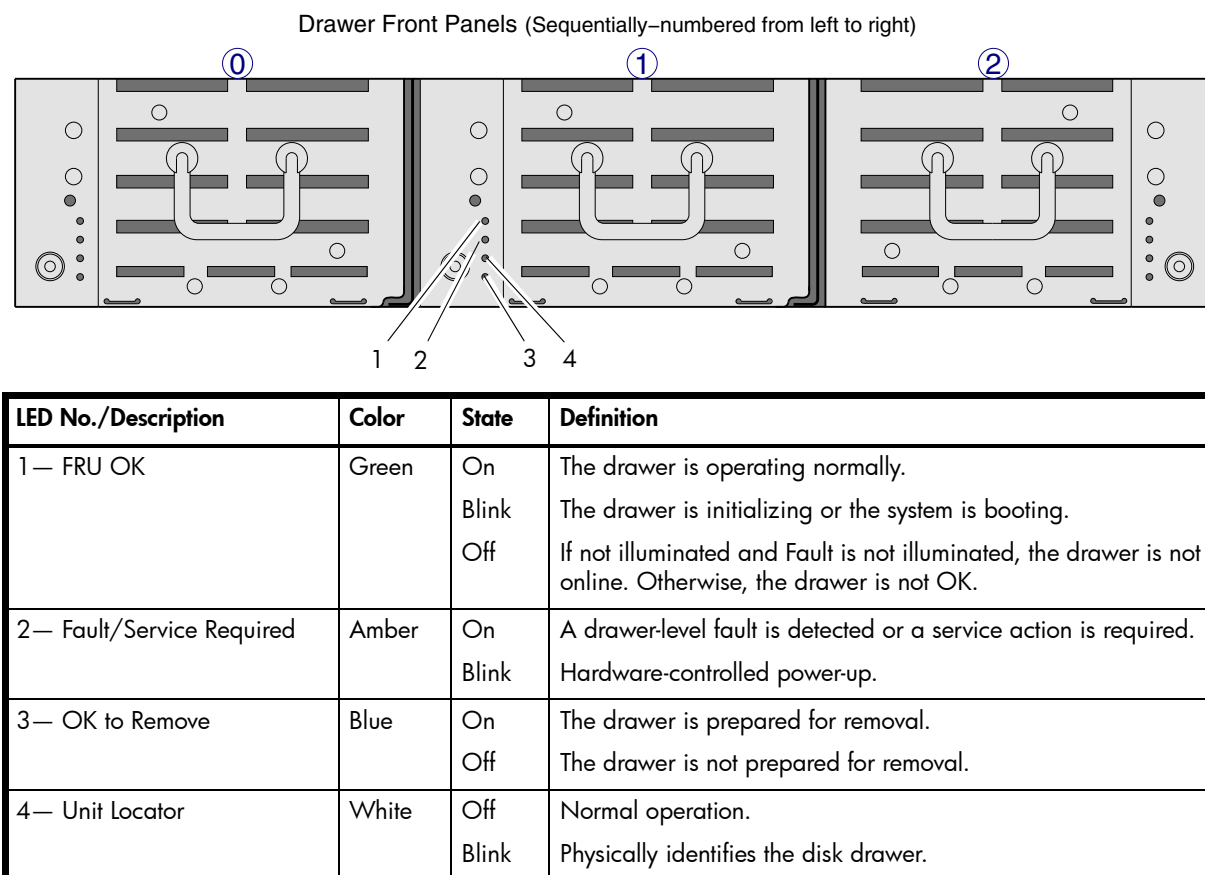 Drawer Front Panels (Sequentially–numbered from left to right)
0 1 2
1 2 3 4
LED No./Description Color State Definition
1— FRU OK Green On The drawer is operating normally.
Blink The drawer is initializing or the system is booting.
Off If not illuminated and Fault is not illuminated, the drawer is not
online. Otherwise, the drawer is not OK.
2— Fault/Service Required Amber On A drawer-level fault is detected or a service action is required.
Blink Hardware-controlled power-up.
3— OK to Remove Blue On The drawer is prepared for removal.
Off The drawer is not prepared for removal.
4— Unit Locator White Off Normal operation.
Blink Physically identifies the disk drawer.